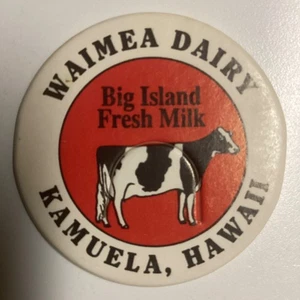 WAIMEA DAIRY
Big Island
Fresh Milk
KAMUELA, HAWAII